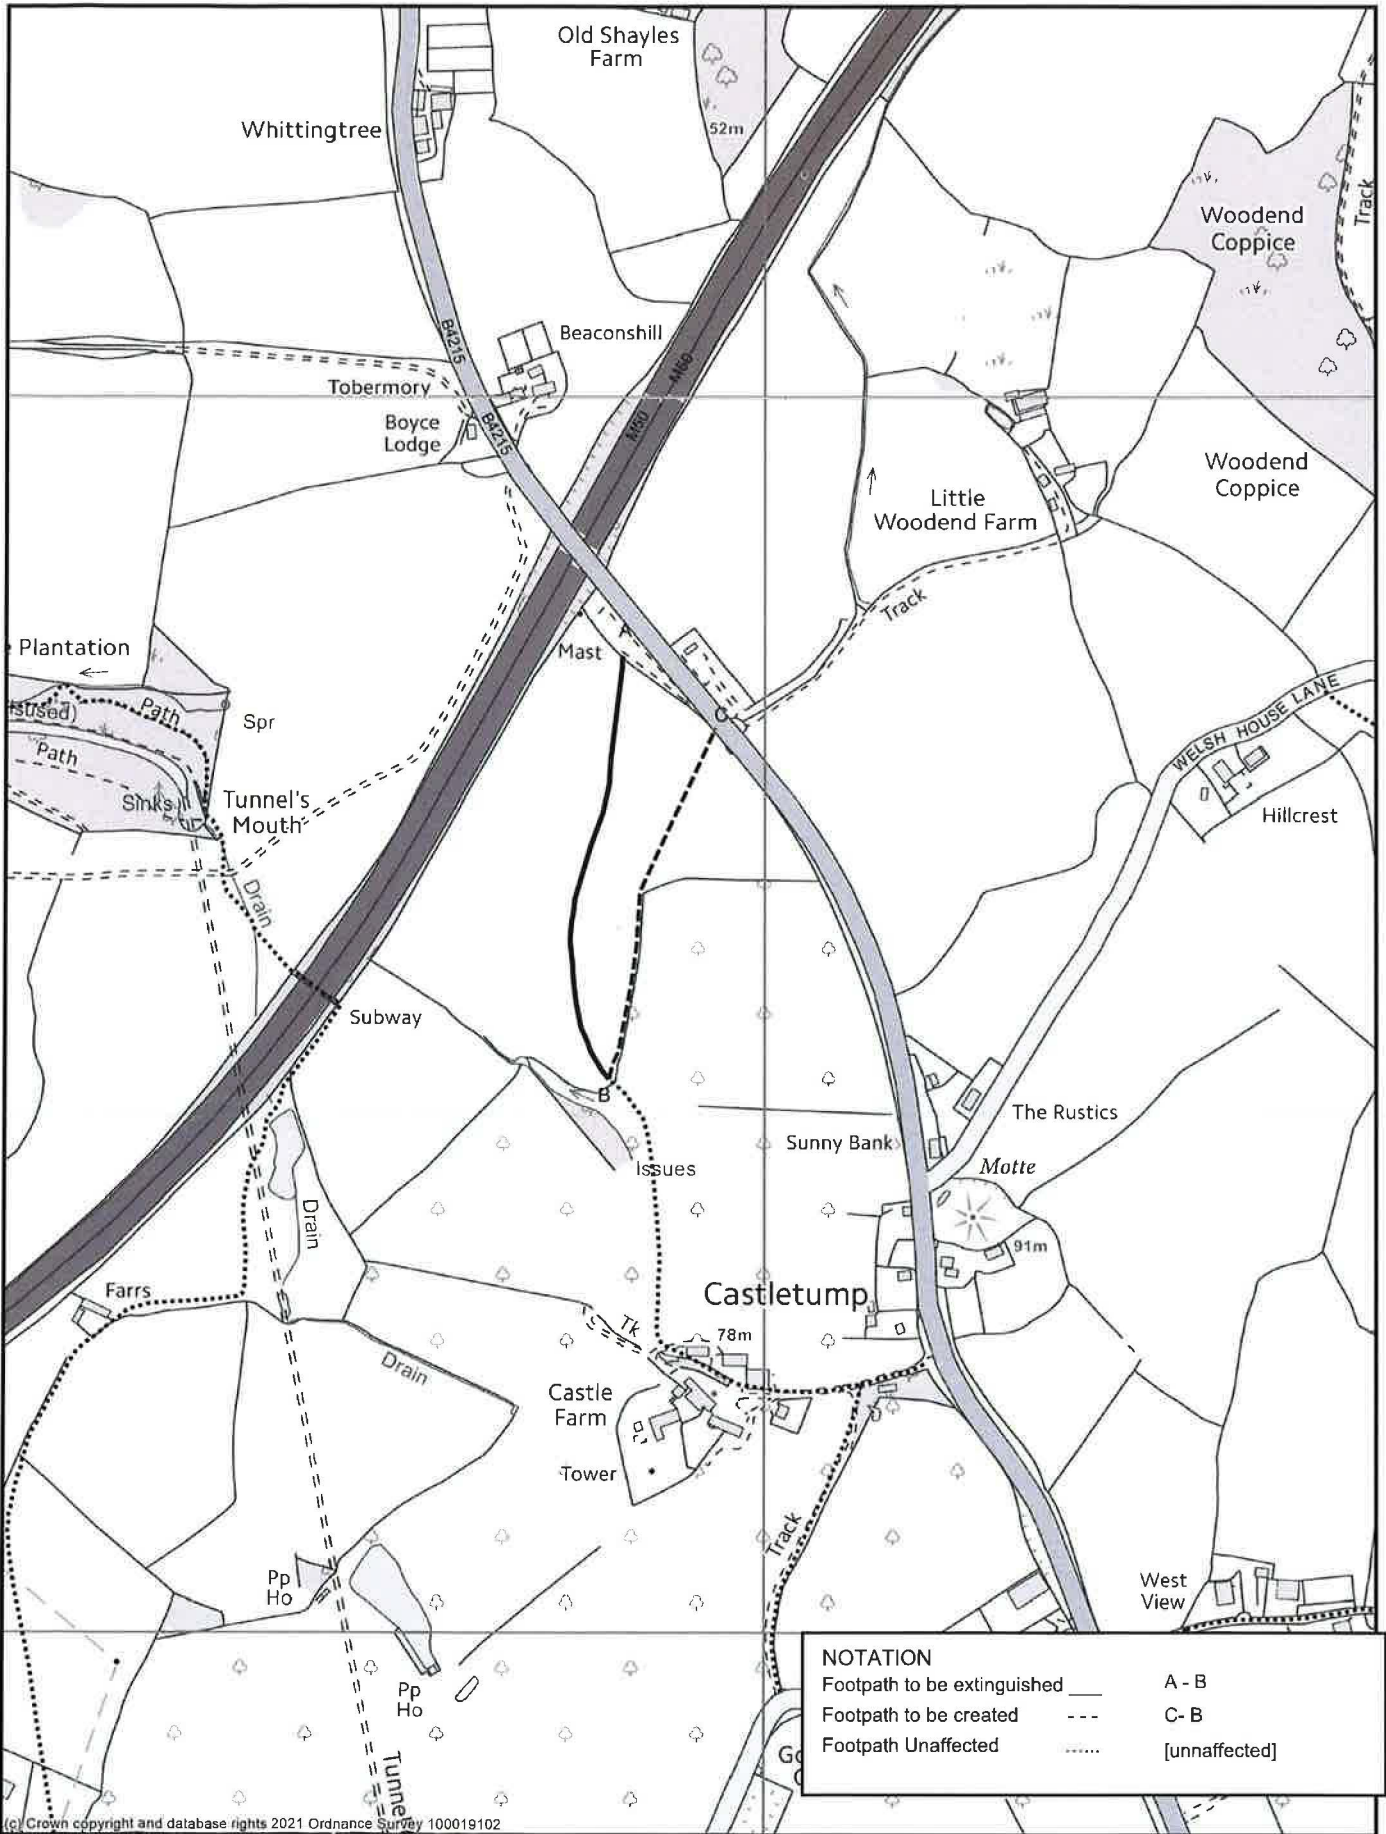 Old Shayles
Farm
Whittingtree
52m
Woodend
Coppice
Track
Beaconshill
B4215
M50
Tobermory
M50
Boyce
Lodge
B4215
Woodend
Coppice
Little
Woodend Farm
Track
A
Plantation
Mast
Path
isused)
Spr
C
Path
WELSH HOUSE LANE
Sinks
Tunnel's
Mouth
Hillcrest
Drain
Subway
B
The Rustics
Sunny Bank
Issues
Motte
Drain
91m
Farrs
Castletump
Tk
78m
Drain
Castle
Farm
Tower
Track
Pp
Ho
West
View
Pp
Ho
Tunnel
NOTATION
Footpath to be extinguished ___ A - B
Footpath to be created --- C- B
Footpath Unaffected ...... [unnaffected]
(c) Crown copyright and database rights 2021 Ordnance Survey 100019102